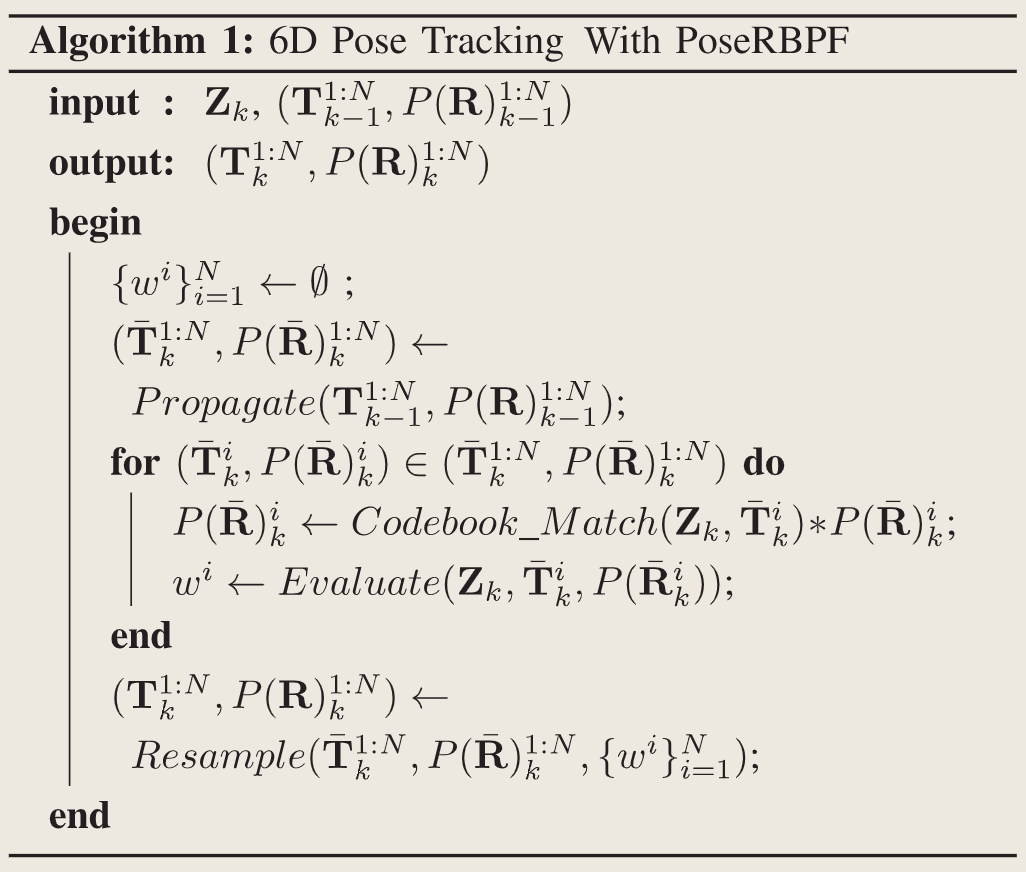 Algorithm 1: 6D Pose Tracking With PoseRBPF
input : $\mathbf{Z}_k$, $(\mathbf{T}_{k-1}^{1:N}, P(\mathbf{R})_{k-1}^{1:N})$
output: $(\mathbf{T}_k^{1:N}, P(\mathbf{R})_k^{1:N})$
begin
$\{w^i\}_{i=1}^N \leftarrow \emptyset$ ;
$(\bar{\mathbf{T}}_k^{1:N}, P(\bar{\mathbf{R}})_k^{1:N}) \leftarrow$
$Propagate(\mathbf{T}_{k-1}^{1:N}, P(\mathbf{R})_{k-1}^{1:N})$;
for $(\bar{\mathbf{T}}_k^i, P(\bar{\mathbf{R}})_k^i) \in (\bar{\mathbf{T}}_k^{1:N}, P(\bar{\mathbf{R}})_k^{1:N})$ do
$P(\bar{\mathbf{R}})_k^i \leftarrow Codebook\_Match(\mathbf{Z}_k, \bar{\mathbf{T}}_k^i) * P(\bar{\mathbf{R}})_k^i$;
$w^i \leftarrow Evaluate(\mathbf{Z}_k, \bar{\mathbf{T}}_k^i, P(\bar{\mathbf{R}}_k^i))$;
end
$(\mathbf{T}_k^{1:N}, P(\mathbf{R})_k^{1:N}) \leftarrow$
$Resample(\bar{\mathbf{T}}_k^{1:N}, P(\bar{\mathbf{R}})_k^{1:N}, \{w^i\}_{i=1}^N)$;
end